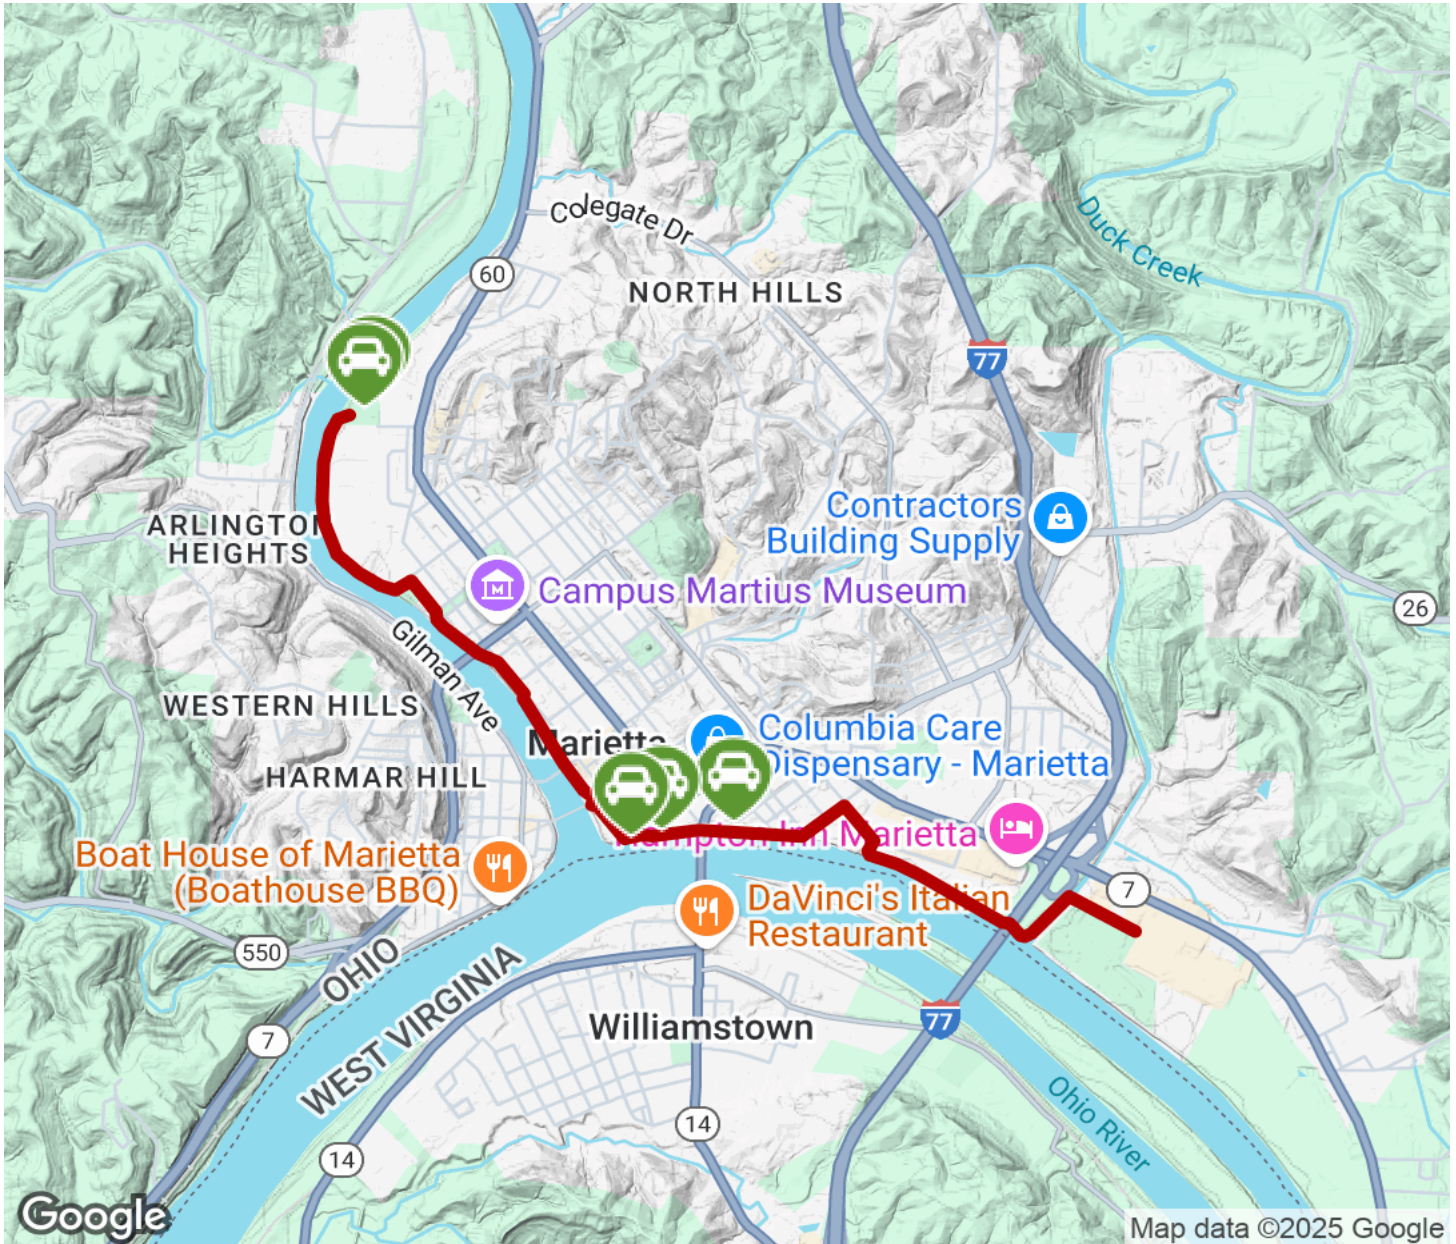 Colegate Dr
Duck Creek
60
NORTH HILLS
77
Contractors
Building Supply
ARLINGTON
HEIGHTS
Campus Martius Museum
26
Gilman Ave
WESTERN HILLS
Marietta
Columbia Care
Dispensary - Marietta
HARMAR HILL
Hampton Inn Marietta
Boat House of Marietta
(Boathouse BBQ)
7
DaVinci's Italian
Restaurant
550
OHIO
WEST VIRGINIA
7
77
Williamstown
Ohio River
14
14
Google
Map data ©2025 Google